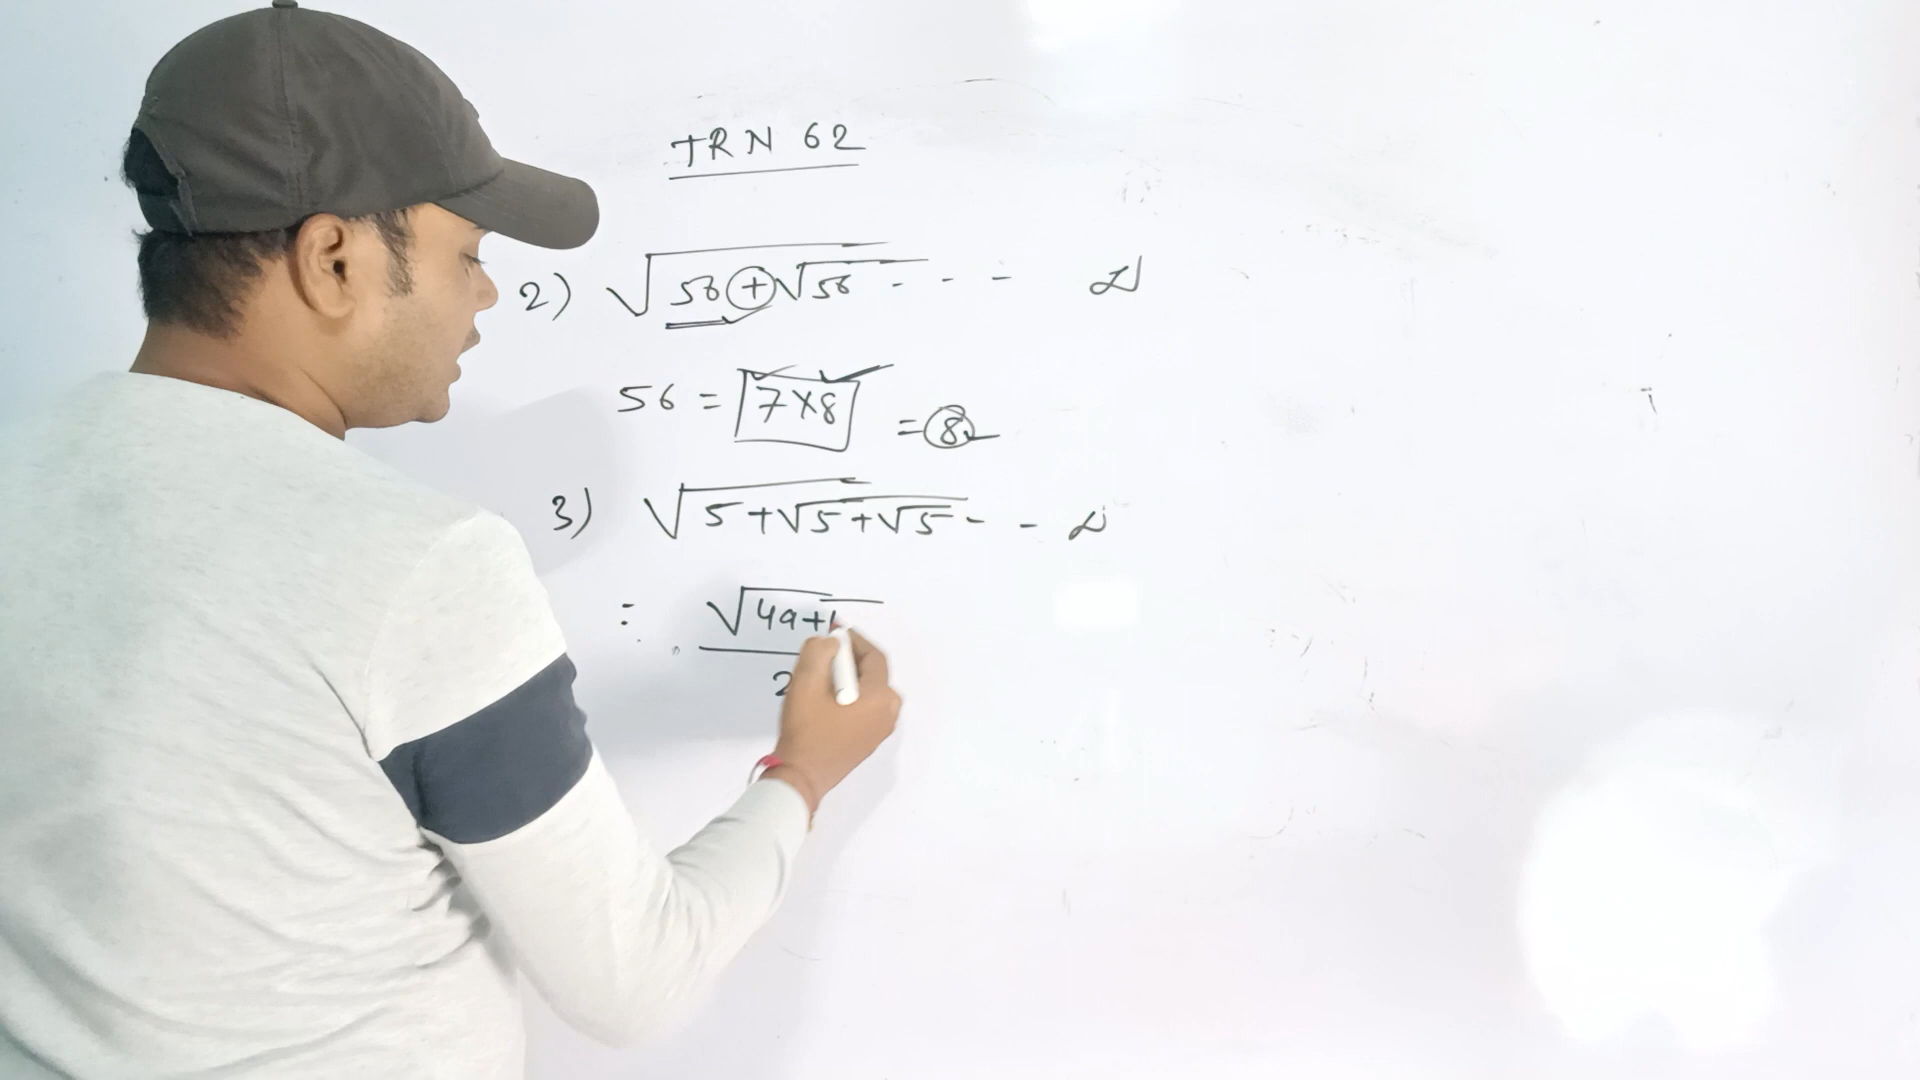 TRN 62
2) √56+√56 - - - ∞
56 = 7×8 = 8
3) √5+√5+√5 - - ∞
: √4a+1
2